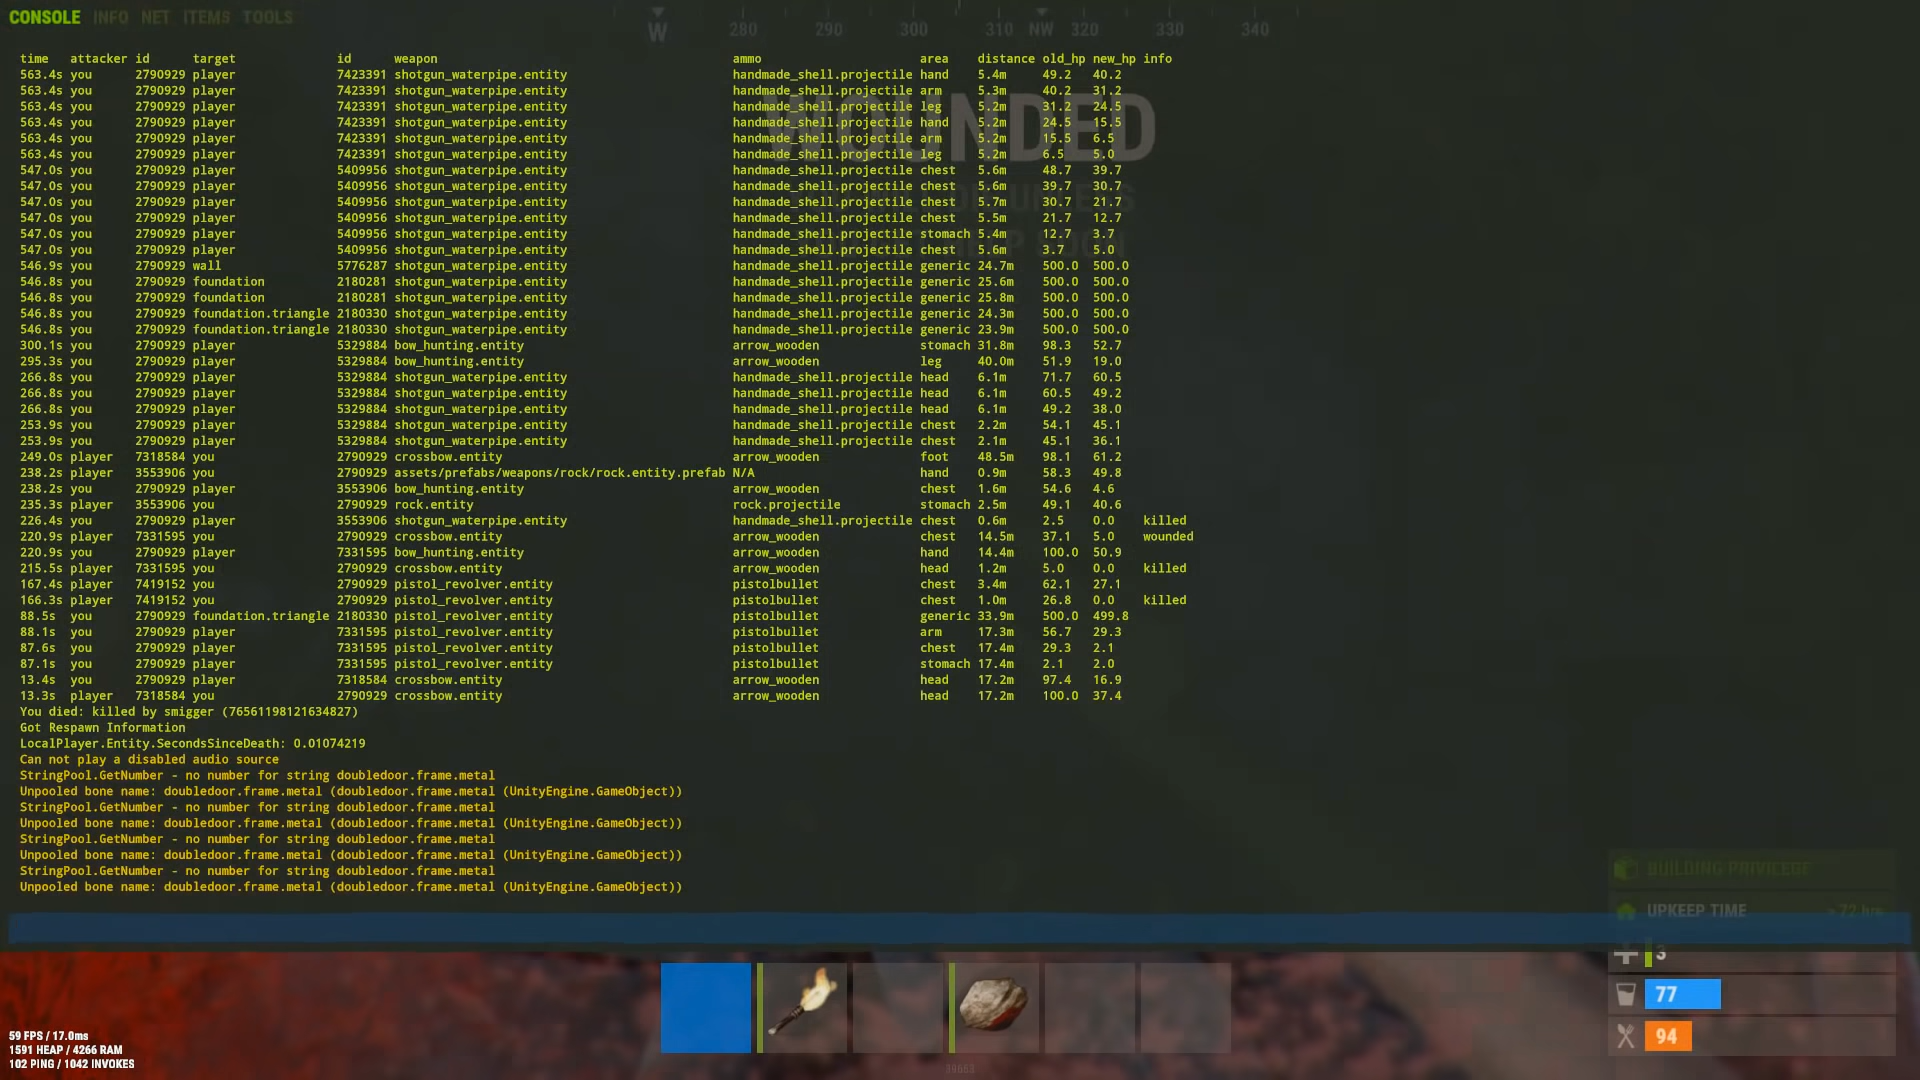 CONSOLE INFO NET ITEMS TOOLS
W 280 290 300 310 NW 320 330 340
time attacker id target id weapon ammo area distance old_hp new_hp info
563.4s you 2790929 player 7423391 shotgun_waterpipe.entity handmade_shell.projectile hand 5.4m 49.2 40.2
563.4s you 2790929 player 7423391 shotgun_waterpipe.entity handmade_shell.projectile arm 5.3m 40.2 31.2
563.4s you 2790929 player 7423391 shotgun_waterpipe.entity handmade_shell.projectile leg 5.2m 31.2 24.5
563.4s you 2790929 player 7423391 shotgun_waterpipe.entity handmade_shell.projectile hand 5.2m 24.5 15.5
563.4s you 2790929 player 7423391 shotgun_waterpipe.entity handmade_shell.projectile arm 5.2m 15.5 6.5
563.4s you 2790929 player 7423391 shotgun_waterpipe.entity handmade_shell.projectile leg 5.2m 6.5 5.0
547.0s you 2790929 player 5409956 shotgun_waterpipe.entity handmade_shell.projectile chest 5.6m 48.7 39.7
547.0s you 2790929 player 5409956 shotgun_waterpipe.entity handmade_shell.projectile chest 5.6m 39.7 30.7
547.0s you 2790929 player 5409956 shotgun_waterpipe.entity handmade_shell.projectile chest 5.7m 30.7 21.7
547.0s you 2790929 player 5409956 shotgun_waterpipe.entity handmade_shell.projectile chest 5.5m 21.7 12.7
547.0s you 2790929 player 5409956 shotgun_waterpipe.entity handmade_shell.projectile stomach 5.4m 12.7 3.7
547.0s you 2790929 player 5409956 shotgun_waterpipe.entity handmade_shell.projectile chest 5.6m 3.7 5.0
546.9s you 2790929 wall 5776287 shotgun_waterpipe.entity handmade_shell.projectile generic 24.7m 500.0 500.0
546.8s you 2790929 foundation 2180281 shotgun_waterpipe.entity handmade_shell.projectile generic 25.6m 500.0 500.0
546.8s you 2790929 foundation 2180281 shotgun_waterpipe.entity handmade_shell.projectile generic 25.8m 500.0 500.0
546.8s you 2790929 foundation.triangle 2180330 shotgun_waterpipe.entity handmade_shell.projectile generic 24.3m 500.0 500.0
546.8s you 2790929 foundation.triangle 2180330 shotgun_waterpipe.entity handmade_shell.projectile generic 23.9m 500.0 500.0
300.1s you 2790929 player 5329884 bow_hunting.entity arrow_wooden stomach 31.8m 98.3 52.7
295.3s you 2790929 player 5329884 bow_hunting.entity arrow_wooden leg 40.0m 51.9 19.0
266.8s you 2790929 player 5329884 shotgun_waterpipe.entity handmade_shell.projectile head 6.1m 71.7 60.5
266.8s you 2790929 player 5329884 shotgun_waterpipe.entity handmade_shell.projectile head 6.1m 60.5 49.2
266.8s you 2790929 player 5329884 shotgun_waterpipe.entity handmade_shell.projectile head 6.1m 49.2 38.0
253.9s you 2790929 player 5329884 shotgun_waterpipe.entity handmade_shell.projectile chest 2.2m 54.1 45.1
253.9s you 2790929 player 5329884 shotgun_waterpipe.entity handmade_shell.projectile chest 2.1m 45.1 36.1
249.0s player 7318584 you 2790929 crossbow.entity arrow_wooden foot 48.5m 98.1 61.2
238.2s player 3553906 you 2790929 assets/prefabs/weapons/rock/rock.entity.prefab N/A hand 0.9m 58.3 49.8
238.2s you 2790929 player 3553906 bow_hunting.entity arrow_wooden chest 1.6m 54.6 4.6
235.3s player 3553906 you 2790929 rock.entity rock.projectile stomach 2.5m 49.1 40.6
226.4s you 2790929 player 3553906 shotgun_waterpipe.entity handmade_shell.projectile chest 0.6m 2.5 0.0 killed
220.9s player 7331595 you 2790929 crossbow.entity arrow_wooden chest 14.5m 37.1 5.0 wounded
220.9s you 2790929 player 7331595 bow_hunting.entity arrow_wooden hand 14.4m 100.0 50.9
215.5s player 7331595 you 2790929 crossbow.entity arrow_wooden head 1.2m 5.0 0.0 killed
167.4s player 7419152 you 2790929 pistol_revolver.entity pistolbullet chest 3.4m 62.1 27.1
166.3s player 7419152 you 2790929 pistol_revolver.entity pistolbullet chest 1.0m 26.8 0.0 killed
88.5s you 2790929 foundation.triangle 2180330 pistol_revolver.entity pistolbullet generic 33.9m 500.0 499.8
88.1s you 2790929 player 7331595 pistol_revolver.entity pistolbullet arm 17.3m 56.7 29.3
87.6s you 2790929 player 7331595 pistol_revolver.entity pistolbullet chest 17.4m 29.3 2.1
87.1s you 2790929 player 7331595 pistol_revolver.entity pistolbullet stomach 17.4m 2.1 2.0
13.4s you 2790929 player 7318584 crossbow.entity arrow_wooden head 17.2m 97.4 16.9
13.3s player 7318584 you 2790929 crossbow.entity arrow_wooden head 17.2m 100.0 37.4
You died: killed by smigger (76561198121634827)
Got Respawn Information
LocalPlayer.Entity.SecondsSinceDeath: 0.01074219
Can not play a disabled audio source
StringPool.GetNumber - no number for string doubledoor.frame.metal
Unpooled bone name: doubledoor.frame.metal (doubledoor.frame.metal (UnityEngine.GameObject))
StringPool.GetNumber - no number for string doubledoor.frame.metal
Unpooled bone name: doubledoor.frame.metal (doubledoor.frame.metal (UnityEngine.GameObject))
StringPool.GetNumber - no number for string doubledoor.frame.metal
Unpooled bone name: doubledoor.frame.metal (doubledoor.frame.metal (UnityEngine.GameObject))
StringPool.GetNumber - no number for string doubledoor.frame.metal
Unpooled bone name: doubledoor.frame.metal (doubledoor.frame.metal (UnityEngine.GameObject))
WOUNDED
BUILDING PRIVILEGE
UPKEEP TIME > 72 hrs
3
77
94
59 FPS / 17.0ms
1591 HEAP / 4266 RAM
102 PING / 1042 INVOKES